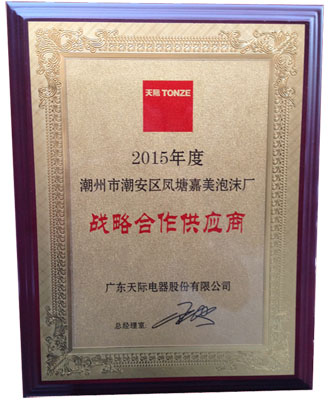 天际 TONZE
2015年度
潮州市潮安区凤塘嘉美泡沫厂
战略合作供应商
广东天际电器股份有限公司
总经理室: